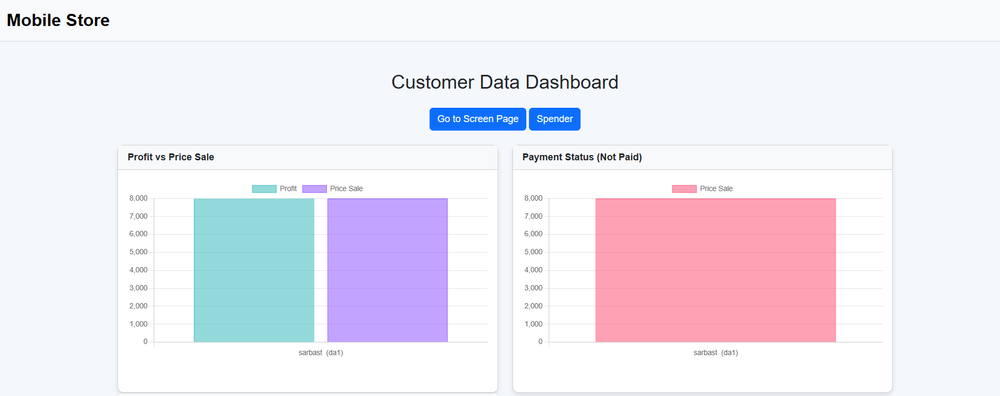 Mobile Store
Customer Data Dashboard
Go to Screen Page
Spender
Profit vs Price Sale
Profit
Price Sale
8,000
7,000
6,000
5,000
4,000
3,000
2,000
1,000
0
sarbast (da1)
Payment Status (Not Paid)
Price Sale
8,000
7,000
6,000
5,000
4,000
3,000
2,000
1,000
0
sarbast (da1)